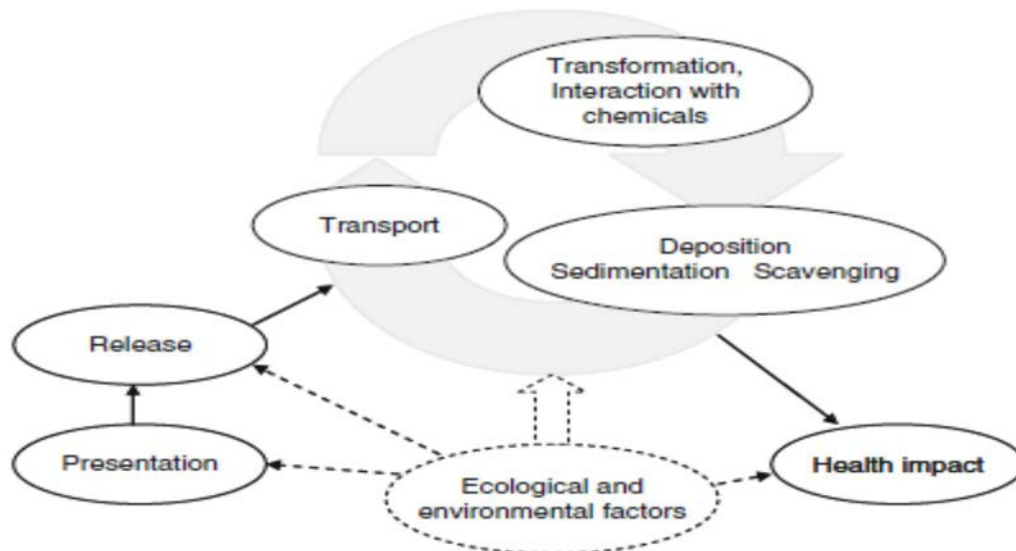 Transformation,
Interaction with
chemicals
Transport
Deposition
Sedimentation Scavenging
Release
Presentation
Ecological and
environmental factors
Health impact